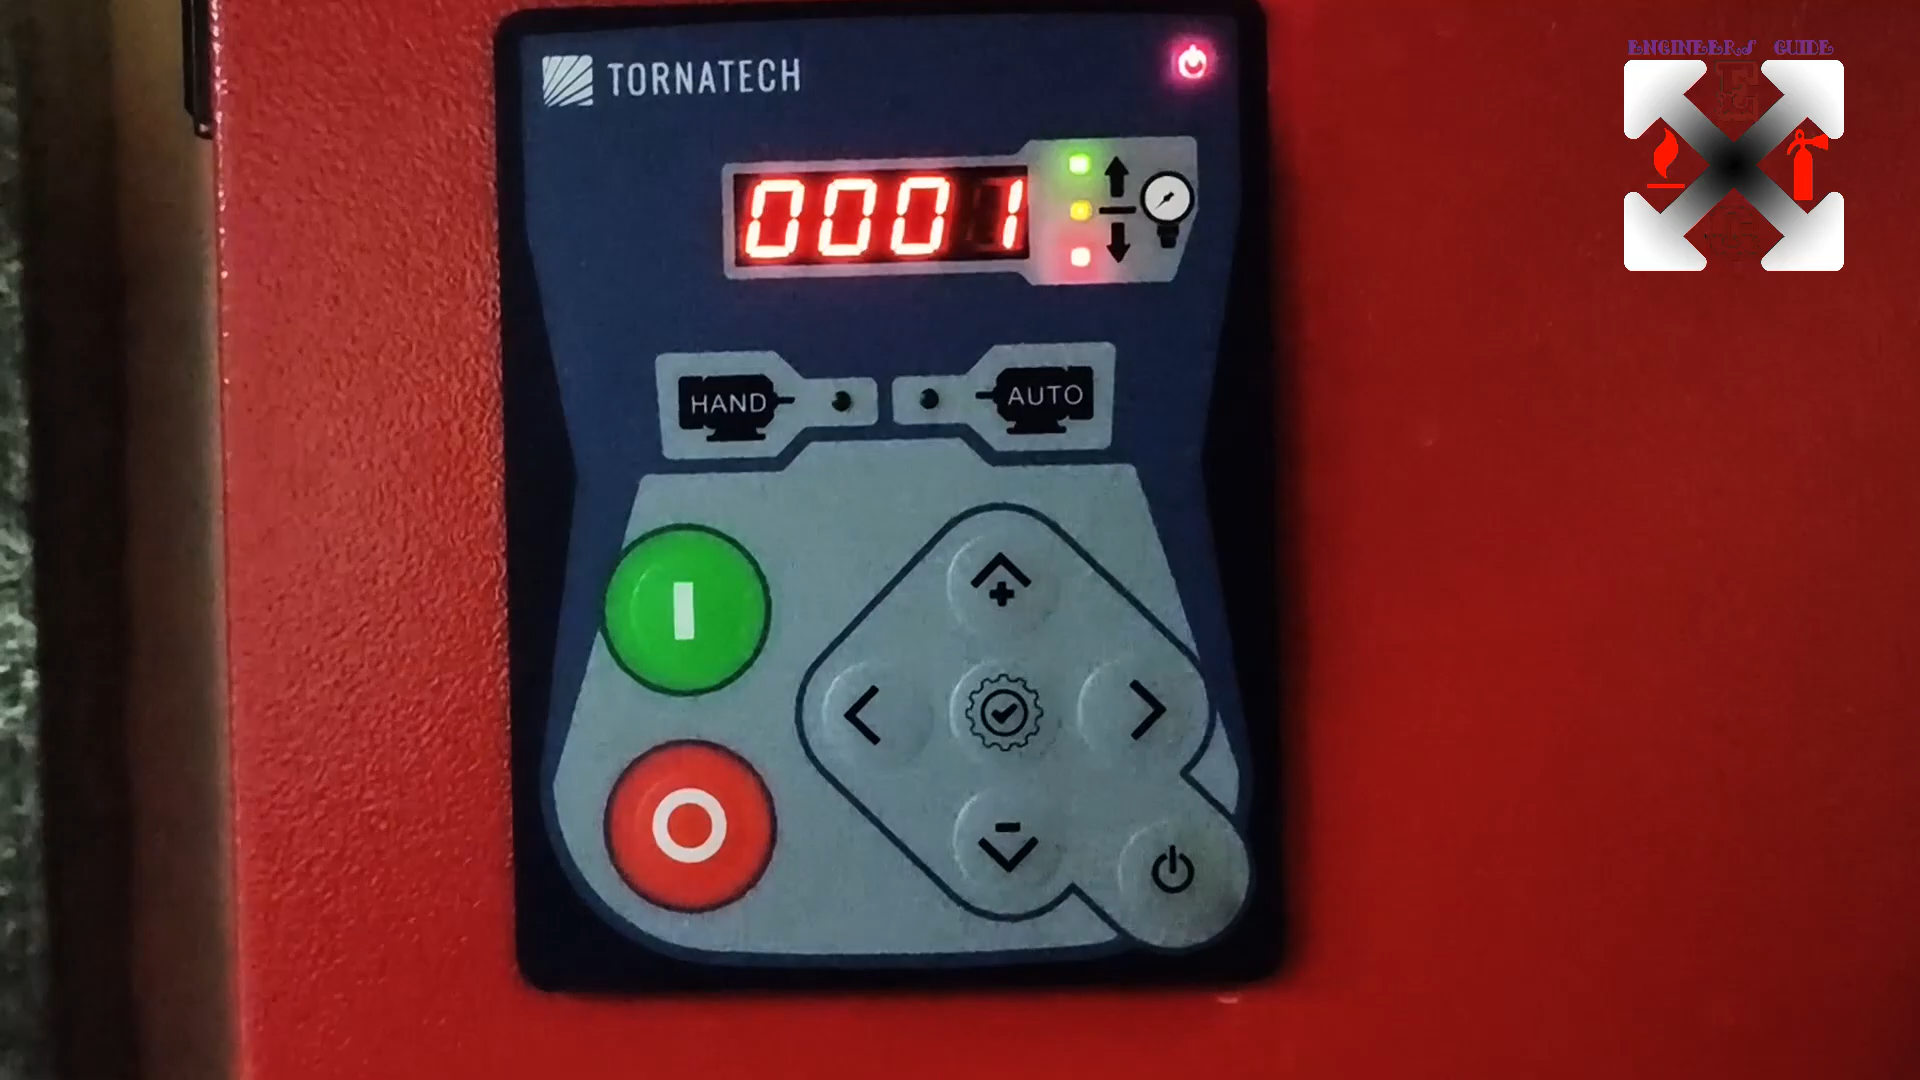 ENGINEERS GUIDE
TORNATECH
0001
HAND
AUTO